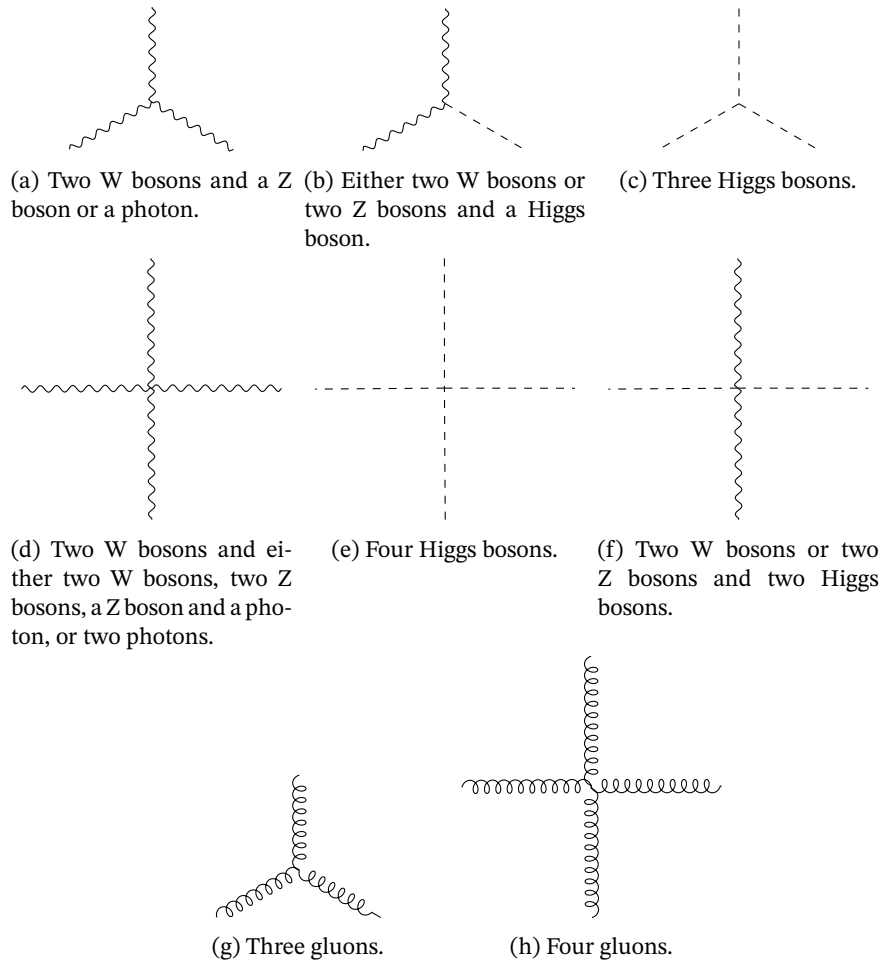 (a) Two W bosons and a Z
boson or a photon.
(b) Either two W bosons or
two Z bosons and a Higgs
boson.
(c) Three Higgs bosons.
(d) Two W bosons and ei-
ther two W bosons, two Z
bosons, a Z boson and a pho-
ton, or two photons.
(e) Four Higgs bosons.
(f) Two W bosons or two
Z bosons and two Higgs
bosons.
(g) Three gluons.
(h) Four gluons.